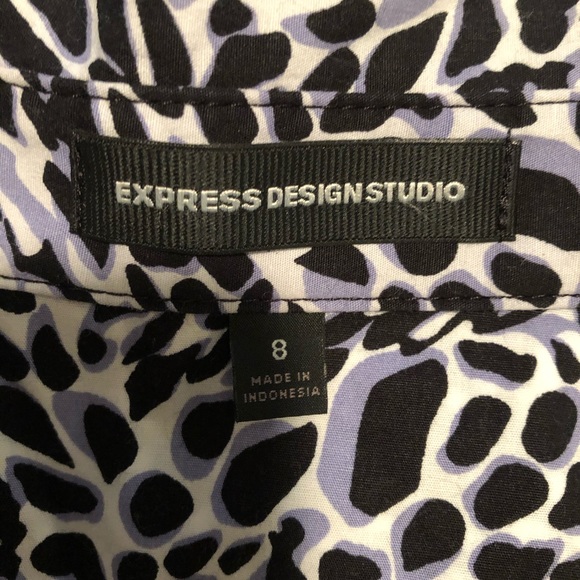 EXPRESS DESIGN STUDIO
8
MADE IN
INDONESIA